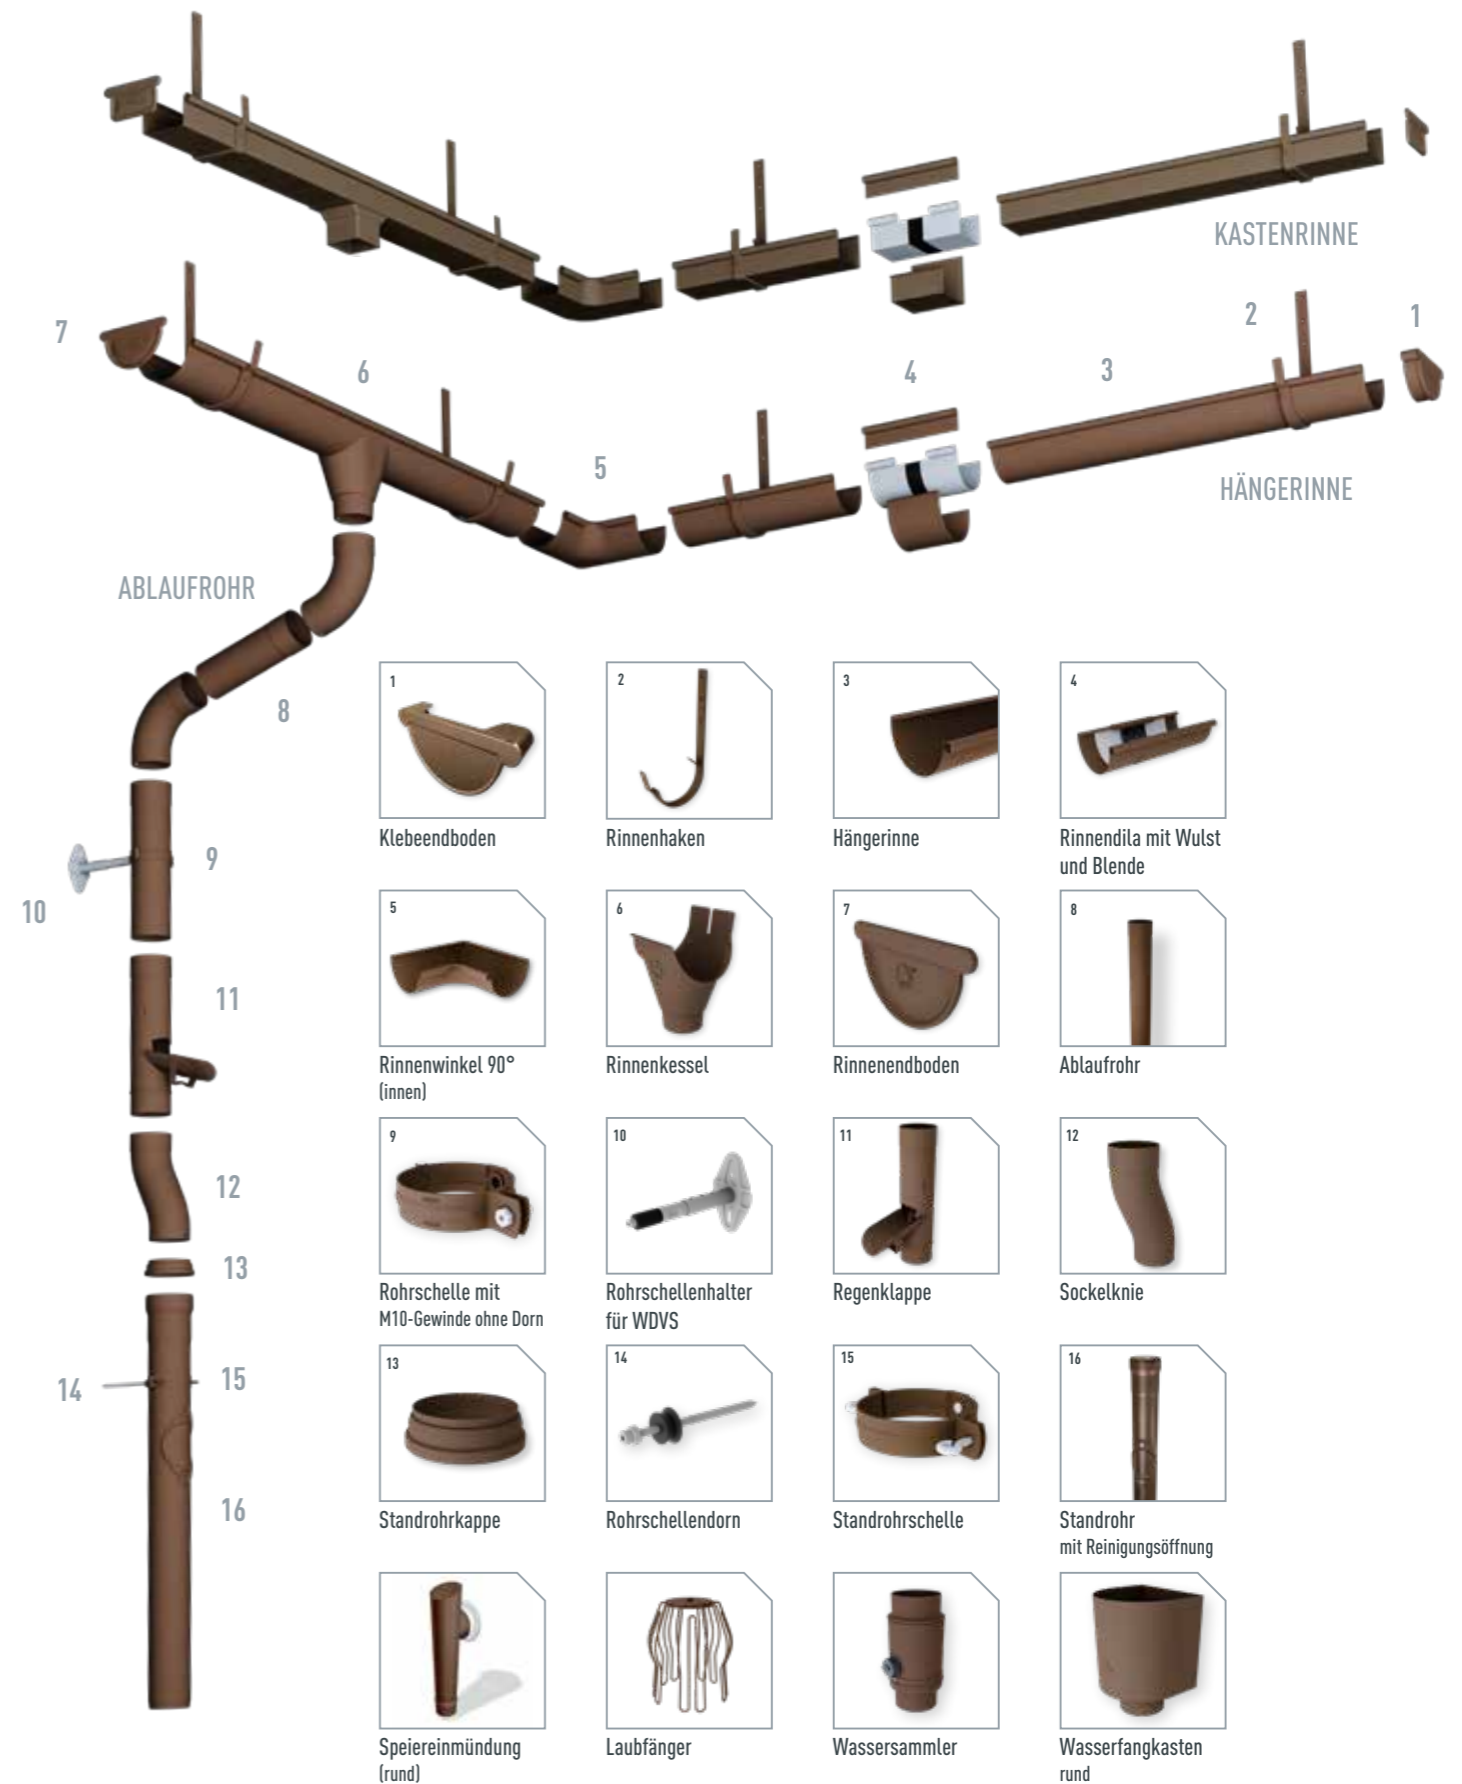 KASTENRINNE
7
6
5
4
3
2
1
HÄNGERINNE
ABLAUFROHR
8
9
10
11
12
13
14
15
16
1
Klebeendboden
2
Rinnenhaken
3
Hängerinne
4
Rinnendila mit Wulst
und Blende
5
Rinnenwinkel 90°
(innen)
6
Rinnenkessel
7
Rinnenendboden
8
Ablaufrohr
9
Rohrschelle mit
M10-Gewinde ohne Dorn
10
Rohrschellenhalter
für WDVS
11
Regenklappe
12
Sockelknie
13
Standrohrkappe
14
Rohrschellendorn
15
Standrohrschelle
16
Standrohr
mit Reinigungsöffnung
Speiereinmündung
(rund)
Laubfänger
Wassersammler
Wasserfangkasten
rund